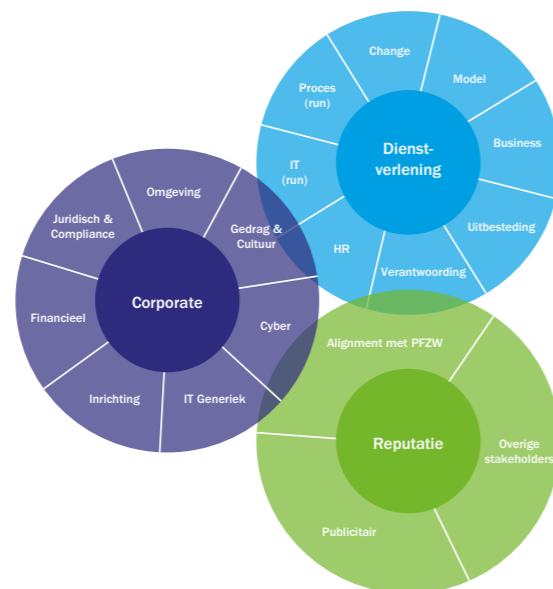 Change
Model
Proces
(run)
Dienst-
verlening
Business
IT
(run)
Omgeving
Juridisch &
Compliance
Gedrag &
Cultuur
Uitbesteding
HR
Verantwoording
Corporate
Financieel
Cyber
Alignment met PFZW
Inrichting
IT Generiek
Reputatie
Overige
stakeholders
Publicitair